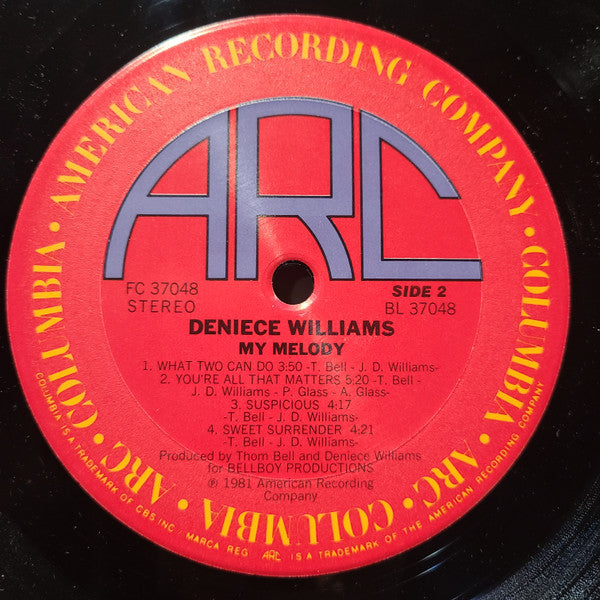 • AMERICAN RECORDING COMPANY •
COLUMBIA • ARC • COLUMBIA • ARC • COLUMBIA
ARC
FC 37048
STEREO
SIDE 2
BL 37048
DENIECE WILLIAMS
MY MELODY
1. WHAT TWO CAN DO 3:50 -T. Bell - J. D. Williams-
2. YOU'RE ALL THAT MATTERS 5:20 -T. Bell -
J. D. Williams - P. Glass - A. Glass-
3. SUSPICIOUS 4:17
-T. Bell - J. D. Williams-
4. SWEET SURRENDER 4:21
-T. Bell - J. D. Williams-
Produced by Thom Bell and Deniece Williams
for BELLBOY PRODUCTIONS
℗ 1981 American Recording
Company
COLUMBIA IS A TRADEMARK OF CBS INC. MARCA REG. ARC IS A TRADEMARK OF THE AMERICAN RECORDING COMPANY